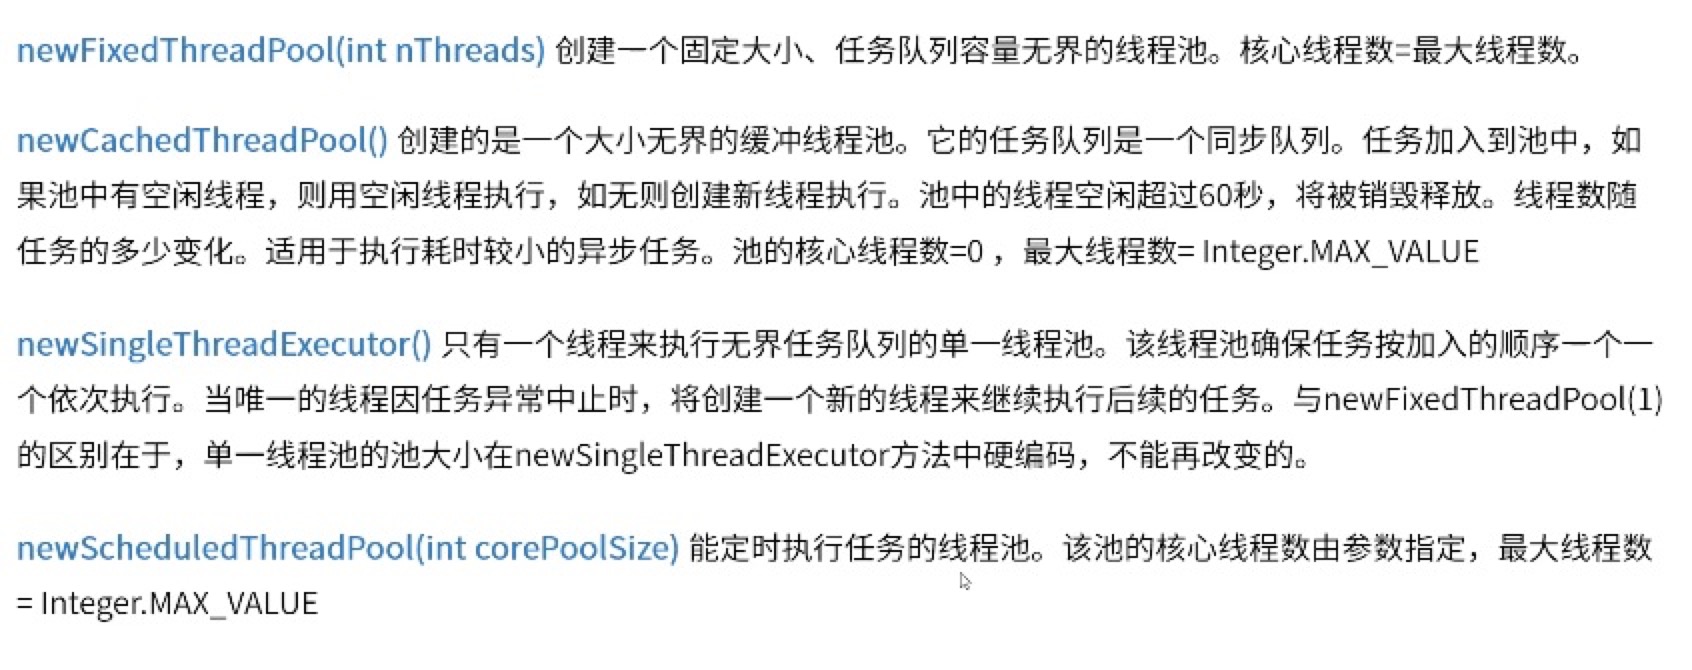 newFixedThreadPool(int nThreads) 创建一个固定大小、任务队列容量无界的线程池。核心线程数=最大线程数。
newCachedThreadPool() 创建的是一个大小无界的缓冲线程池。它的任务队列是一个同步队列。任务加入到池中，如
果池中有空闲线程，则用空闲线程执行，如无则创建新线程执行。池中的线程空闲超过60秒，将被销毁释放。线程数随
任务的多少变化。适用于执行耗时较小的异步任务。池的核心线程数=0 ，最大线程数= Integer.MAX_VALUE
newSingleThreadExecutor() 只有一个线程来执行无界任务队列的单一线程池。该线程池确保任务按加入的顺序一个一
个依次执行。当唯一的线程因任务异常中止时，将创建一个新的线程来继续执行后续的任务。与newFixedThreadPool(1)
的区别在于，单一线程池的池大小在newSingleThreadExecutor方法中硬编码，不能再改变的。
newScheduledThreadPool(int corePoolSize) 能定时执行任务的线程池。该池的核心线程数由参数指定，最大线程数
= Integer.MAX_VALUE